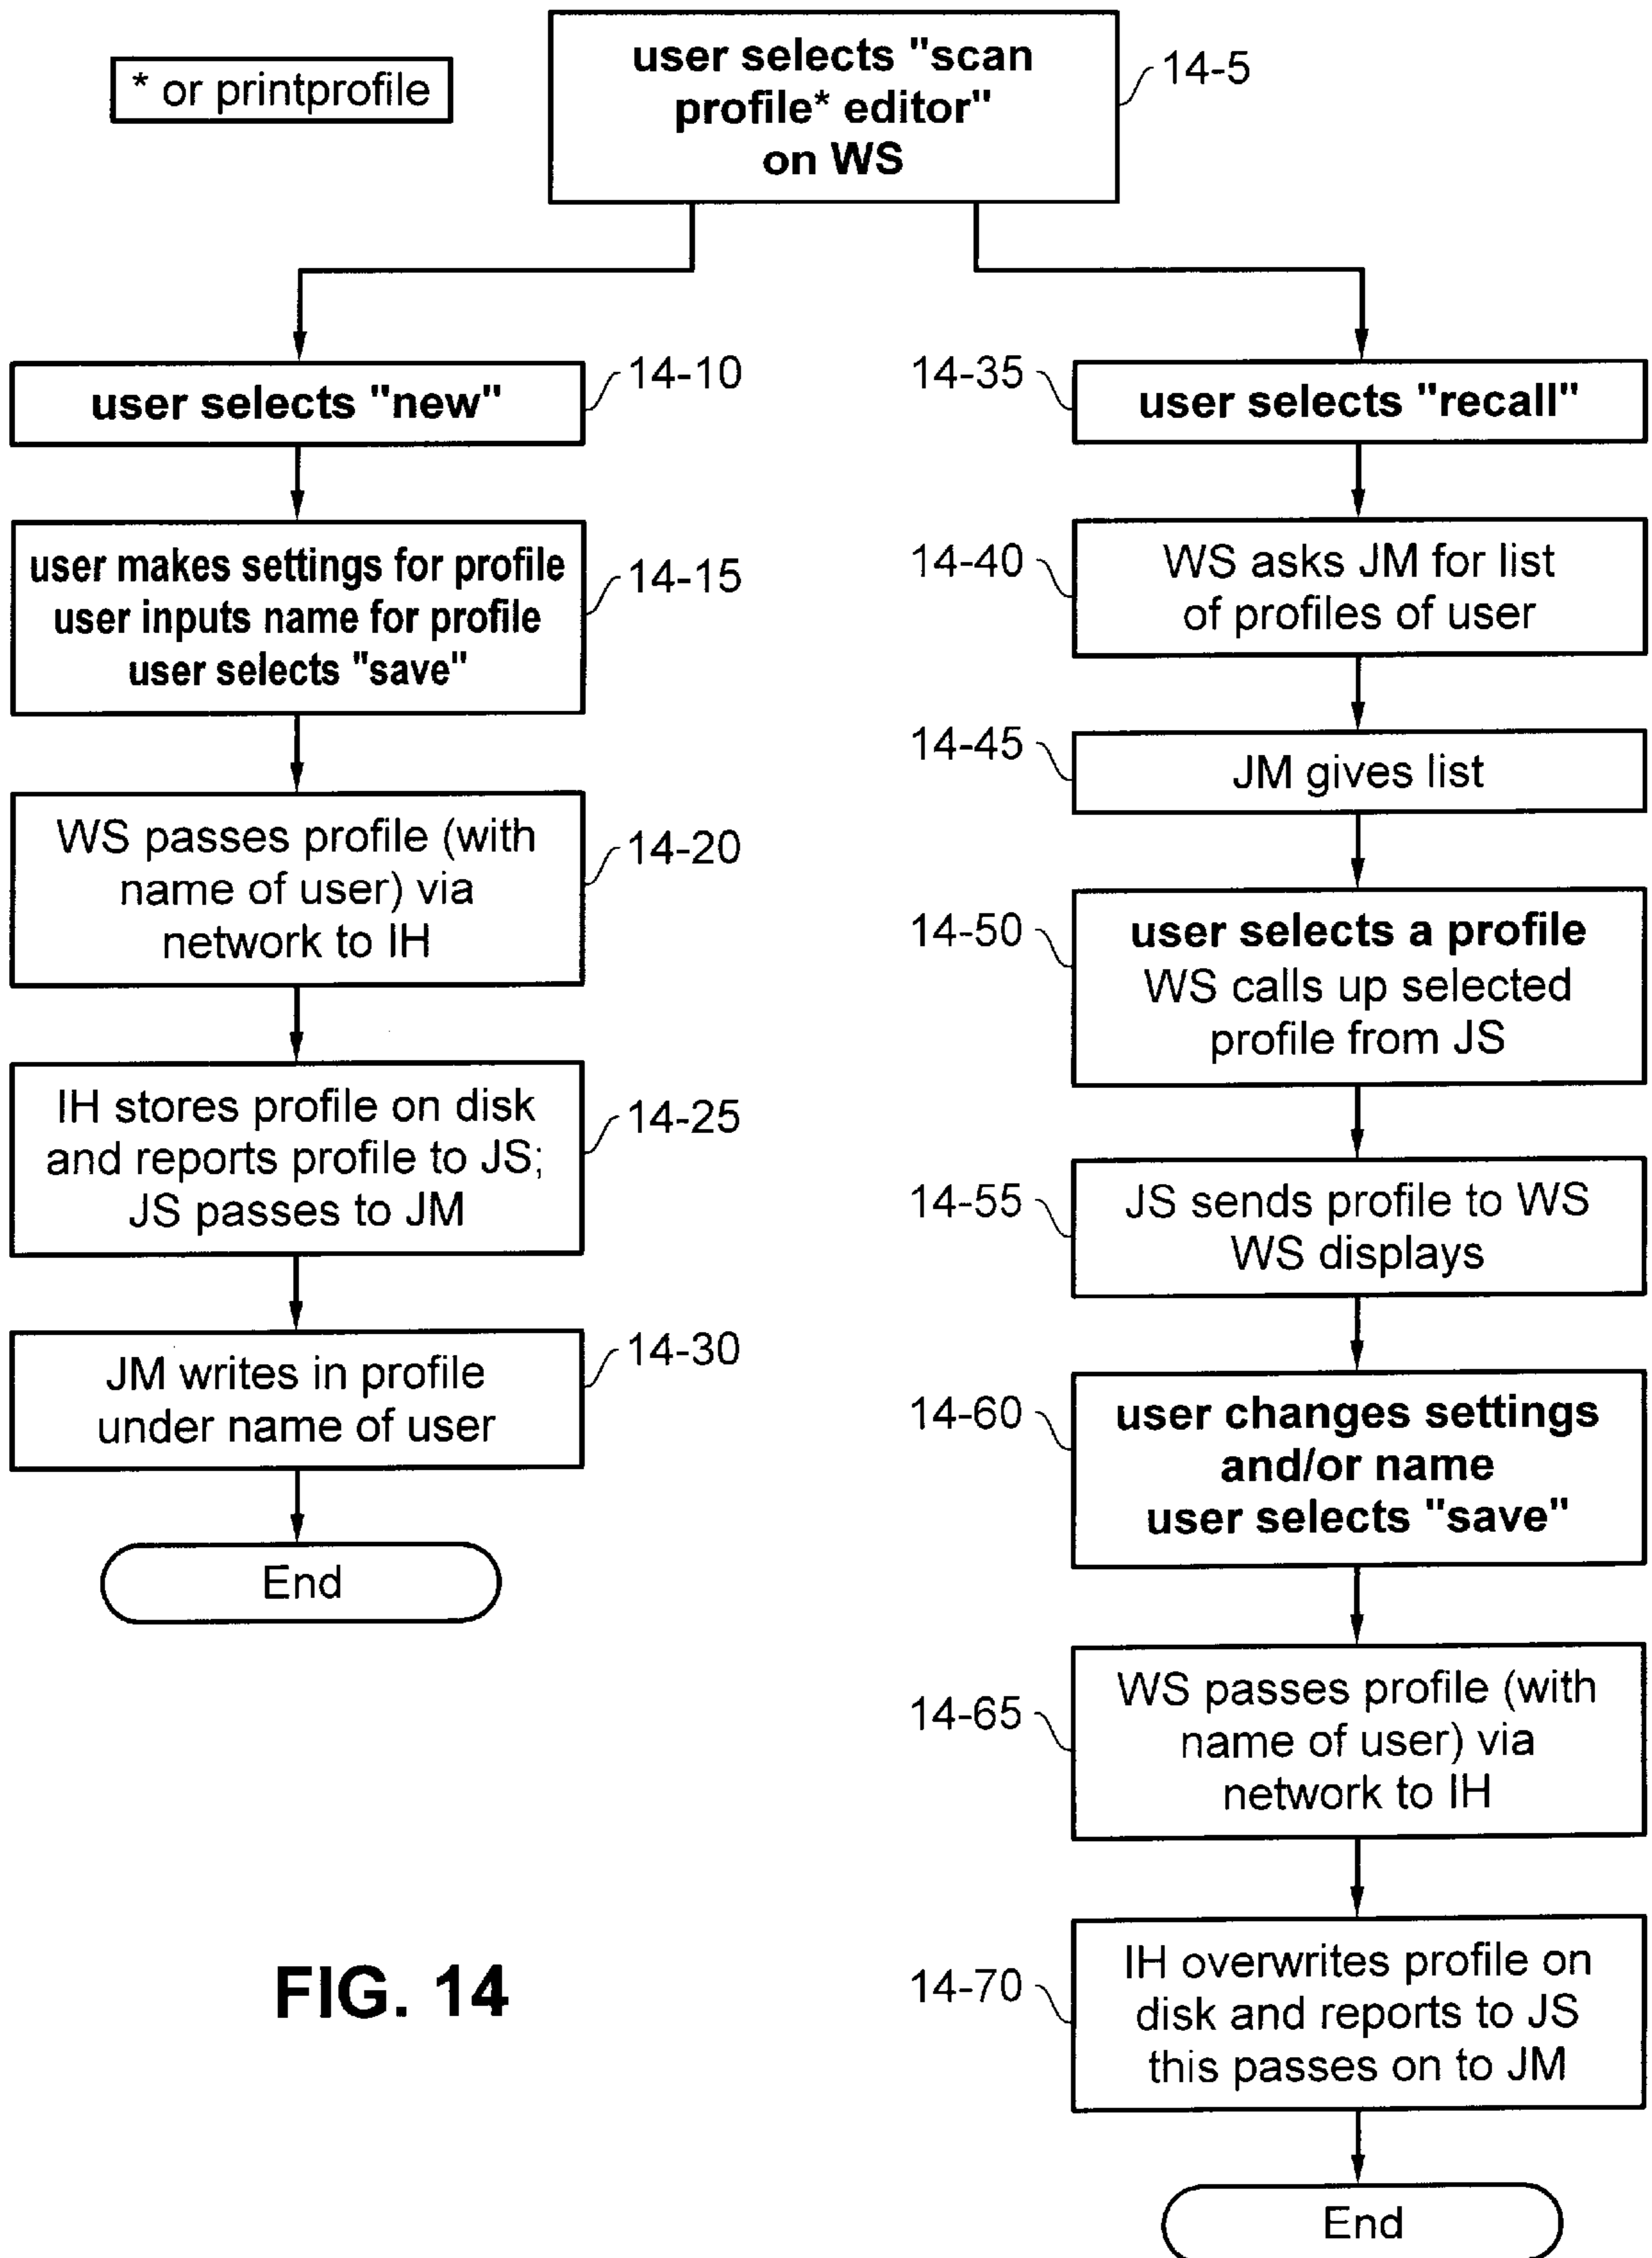 * or printprofile
user selects "scan
profile* editor"
on WS
14-5
user selects "new"
14-10
user makes settings for profile
user inputs name for profile
user selects "save"
14-15
WS passes profile (with
name of user) via
network to IH
14-20
IH stores profile on disk
and reports profile to JS;
JS passes to JM
14-25
JM writes in profile
under name of user
14-30
End
14-35
user selects "recall"
14-40
WS asks JM for list
of profiles of user
14-45
JM gives list
14-50
user selects a profile
WS calls up selected
profile from JS
14-55
JS sends profile to WS
WS displays
14-60
user changes settings
and/or name
user selects "save"
14-65
WS passes profile (with
name of user) via
network to IH
14-70
IH overwrites profile on
disk and reports to JS
this passes on to JM
End
FIG. 14